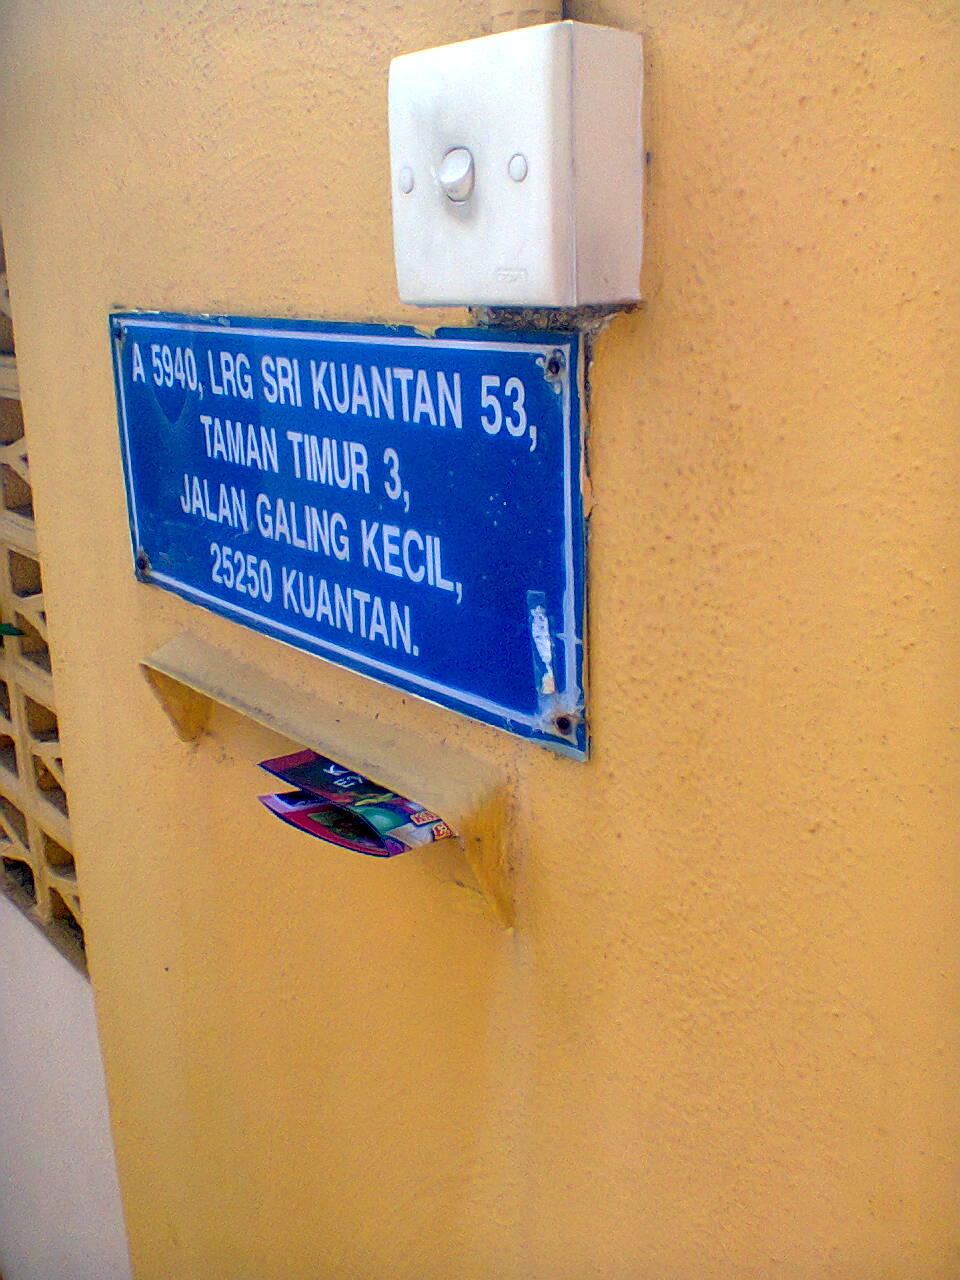 A 5940, LRG SRI KUANTAN 53,
TAMAN TIMUR 3,
JALAN GALING KECIL,
25250 KUANTAN.